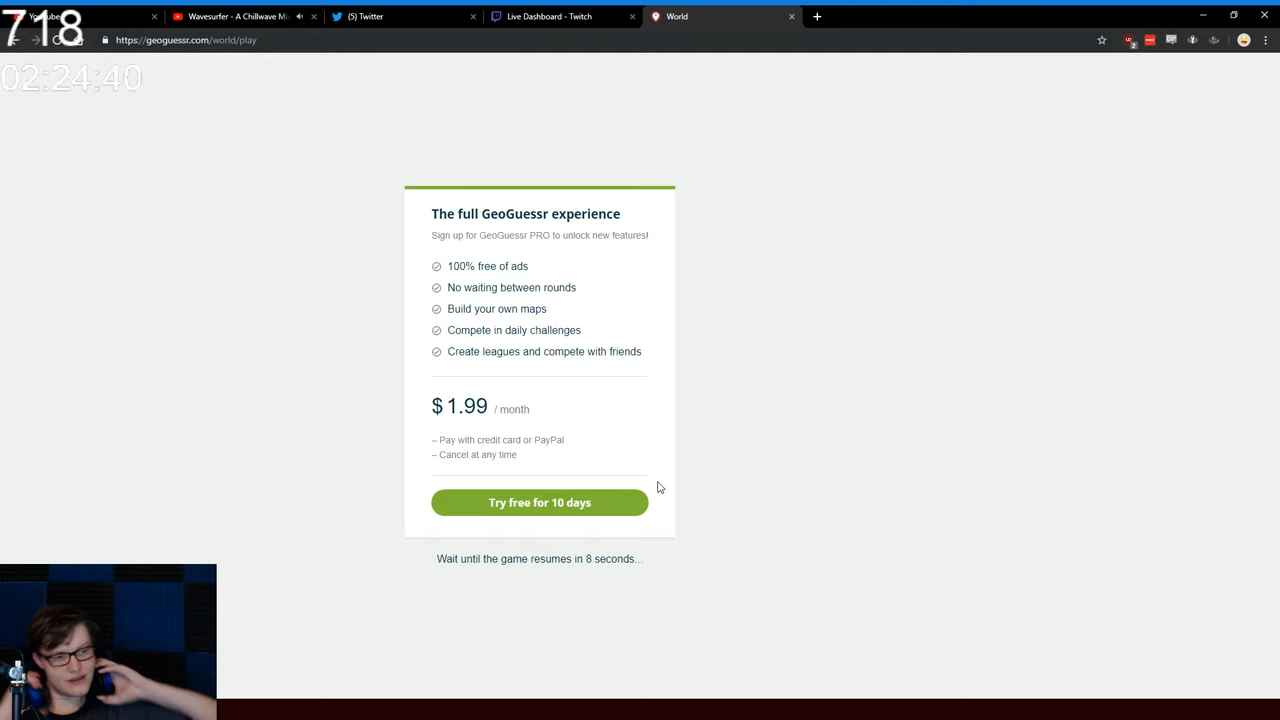 718
02:24:40
Wavesurfer - A Chillwave Mi
(5) Twitter
Live Dashboard - Twitch
World
https://geoguessr.com/world/play
2
The full GeoGuessr experience
Sign up for GeoGuessr PRO to unlock new features!
100% free of ads
No waiting between rounds
Build your own maps
Compete in daily challenges
Create leagues and compete with friends
$ 1.99 / month
– Pay with credit card or PayPal
– Cancel at any time
Try free for 10 days
Wait until the game resumes in 8 seconds...